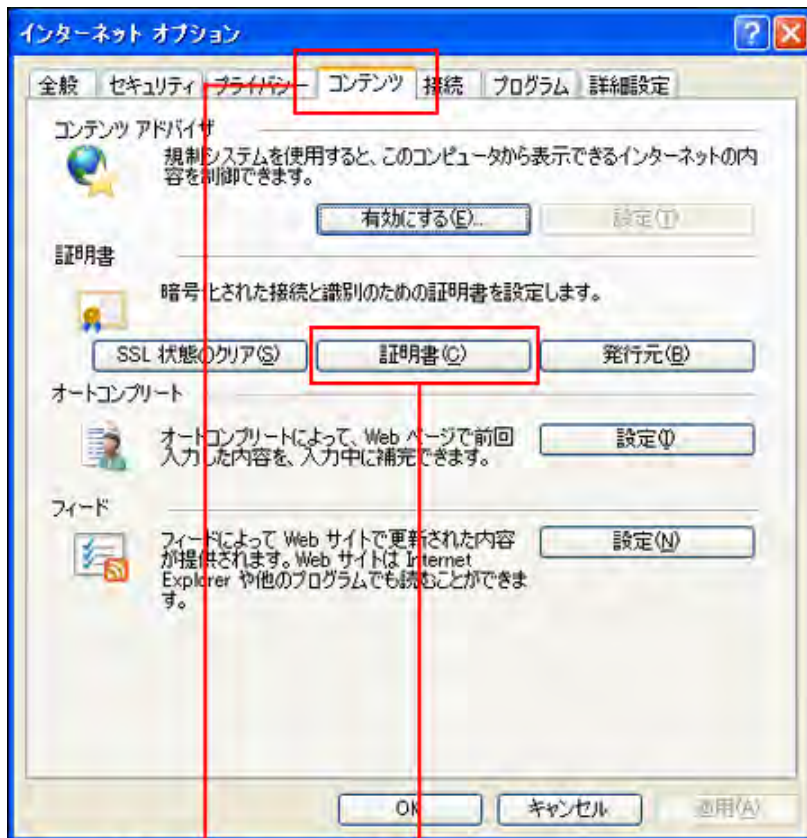 インターネット オプション
全般 セキュリティ プライバシー コンテンツ 接続 プログラム 詳細設定
コンテンツ アドバイザ
規制システムを使用すると、このコンピュータから表示できるインターネットの内
容を制御できます。
有効にする(E)... 設定(T)
証明書
暗号化された接続と識別のための証明書を設定します。
SSL 状態のクリア(S) 証明書(C) 発行元(B)
オートコンプリート
オートコンプリートによって、Web ページで前回
入力した内容を、入力中に補完できます。
設定(I)
フィード
フィードによって Web サイトで更新された内容
が提供されます。Web サイトは Internet
Explorer や他のプログラムでも読むことができま
す。
設定(N)
OK キャンセル 適用(A)